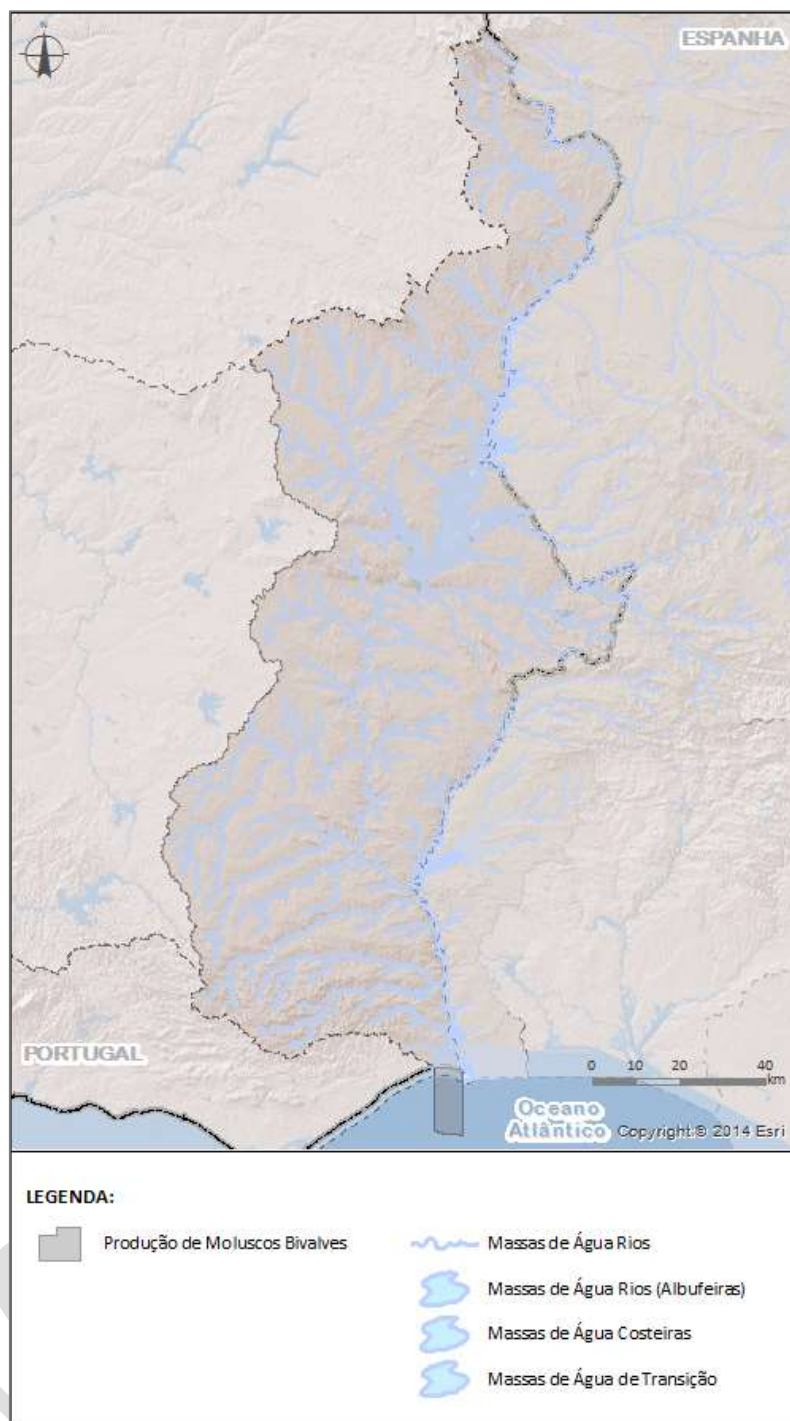 N
ESPANHA
PORTUGAL
0 10 20 40
km
Oceano
Atlântico
Copyright:© 2014 Esri
LEGENDA:
Produção de Moluscos Bivalves
Massas de Água Rios
Massas de Água Rios (Albufeiras)
Massas de Água Costeiras
Massas de Água de Transição